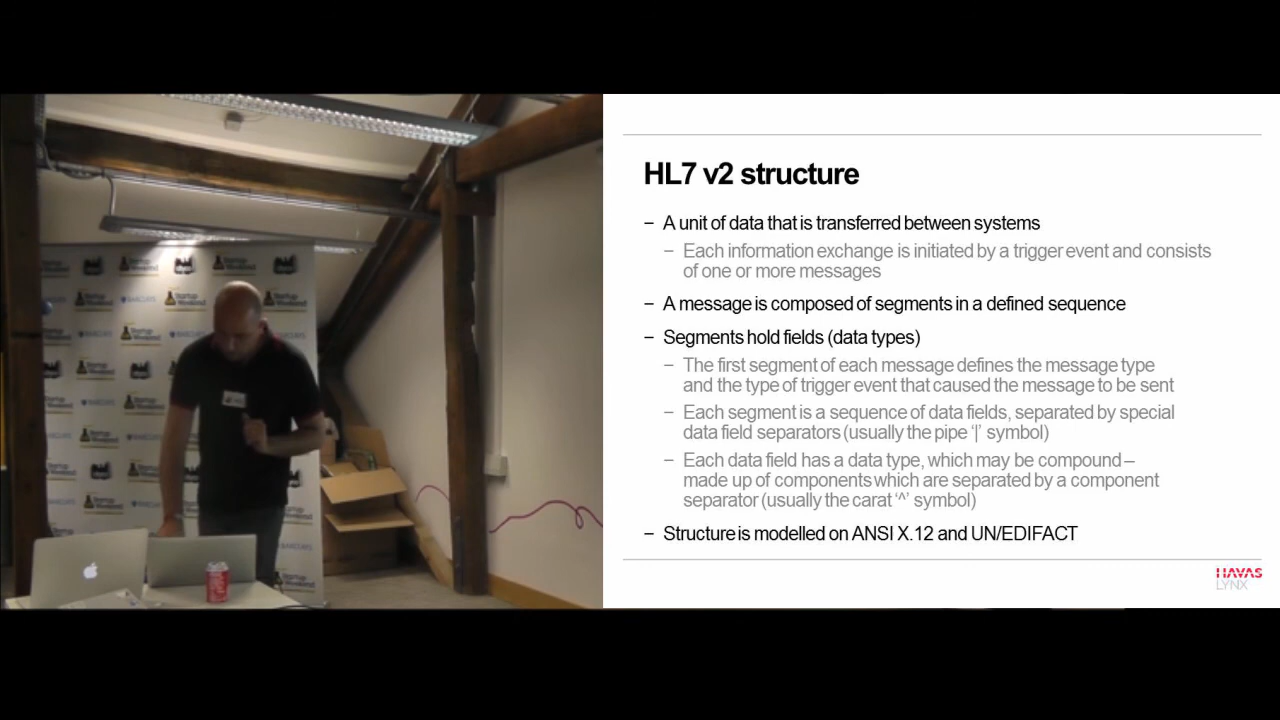 HL7 v2 structure
– A unit of data that is transferred between systems
– Each information exchange is initiated by a trigger event and consists
of one or more messages
– A message is composed of segments in a defined sequence
– Segments hold fields (data types)
– The first segment of each message defines the message type
and the type of trigger event that caused the message to be sent
– Each segment is a sequence of data fields, separated by special
data field separators (usually the pipe ‘|’ symbol)
– Each data field has a data type, which may be compound –
made up of components which are separated by a component
separator (usually the carat ‘^’ symbol)
– Structure is modelled on ANSI X.12 and UN/EDIFACT
HAVAS
LYNX
Startup
Weekend
BARCLAYS